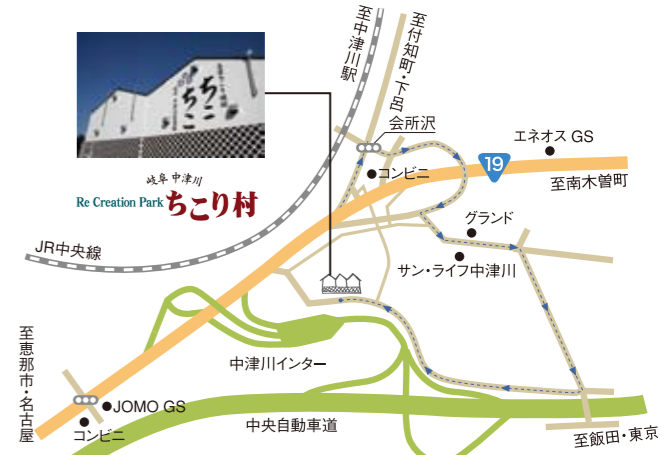 至中津川駅
至付知町・下呂
会所沢
エネオス GS
19
コンビニ
至南木曽町
ちこ
ちこ
岐阜 中津川
Re Creation Park ちこり村
グランド
JR中央線
サン・ライフ中津川
至恵那市・名古屋
中津川インター
JOMO GS
コンビニ
中央自動車道
至飯田・東京